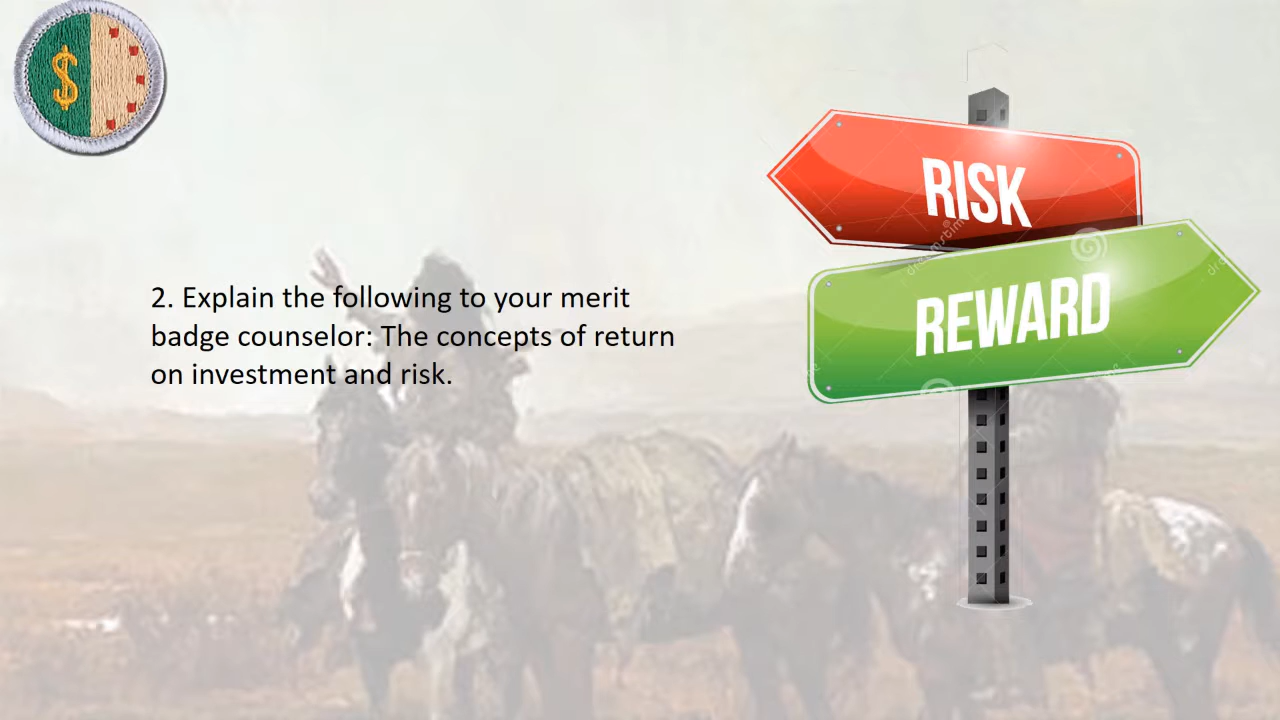 $
RISK
REWARD
2. Explain the following to your merit
badge counselor: The concepts of return
on investment and risk.
dreamstime